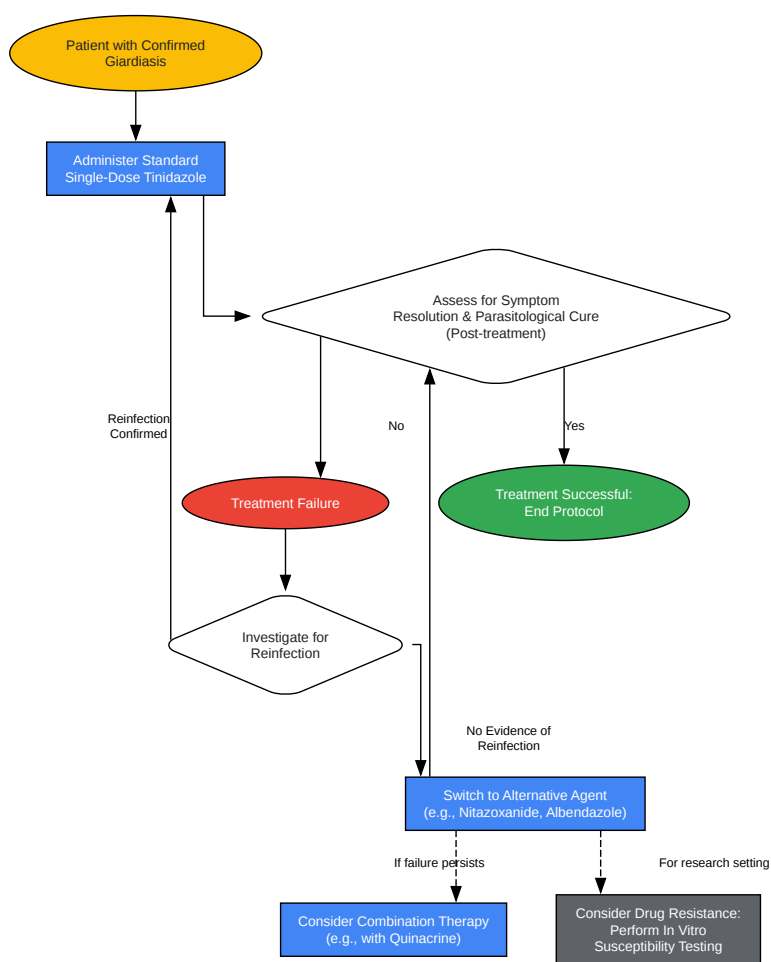 Patient with Confirmed
Giardiasis
Administer Standard
Single-Dose Tinidazole
Assess for Symptom
Resolution & Parasitological Cure
(Post-treatment)
Reinfection
Confirmed
No
Yes
Treatment Failure
Treatment Successful:
End Protocol
Investigate for
Reinfection
No Evidence of
Reinfection
Switch to Alternative Agent
(e.g., Nitazoxanide, Albendazole)
If failure persists
For research setting
Consider Combination Therapy
(e.g., with Quinacrine)
Consider Drug Resistance:
Perform In Vitro
Susceptibility Testing